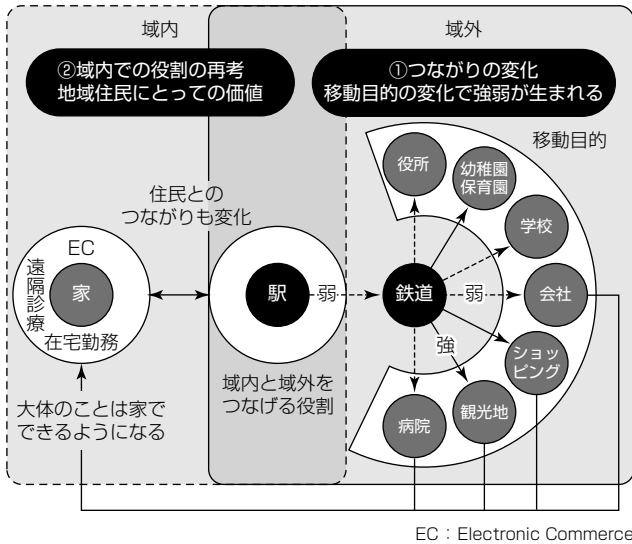 域内
域外
②域内での役割の再考
地域住民にとっての価値
①つながりの変化
移動目的の変化で強弱が生まれる
移動目的
役所
幼稚園
保育園
学校
住民との
つながりも変化
EC
遠隔診療
家
在宅勤務
駅
弱
鉄道
弱
会社
強
ショッ
ピング
観光地
病院
域内と域外を
つなげる役割
大体のことは家で
できるようになる
EC：Electronic Commerce